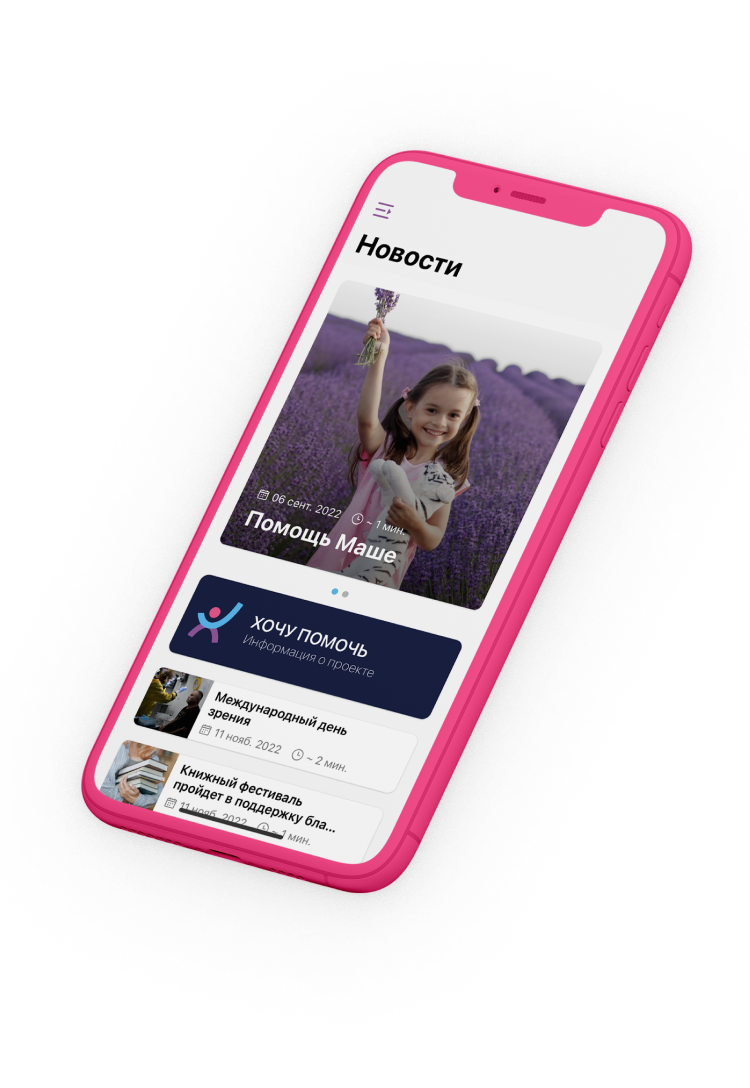 Новости
06 сент. 2022 ~ 1 мин.
Помощь Маше
ХОЧУ ПОМОЧЬ
Информация о проекте
Международный день
зрения
11 нояб. 2022 ~ 2 мин.
Книжный фестиваль
пройдет в поддержку бла...
11 нояб. 2022 ~ 1 мин.